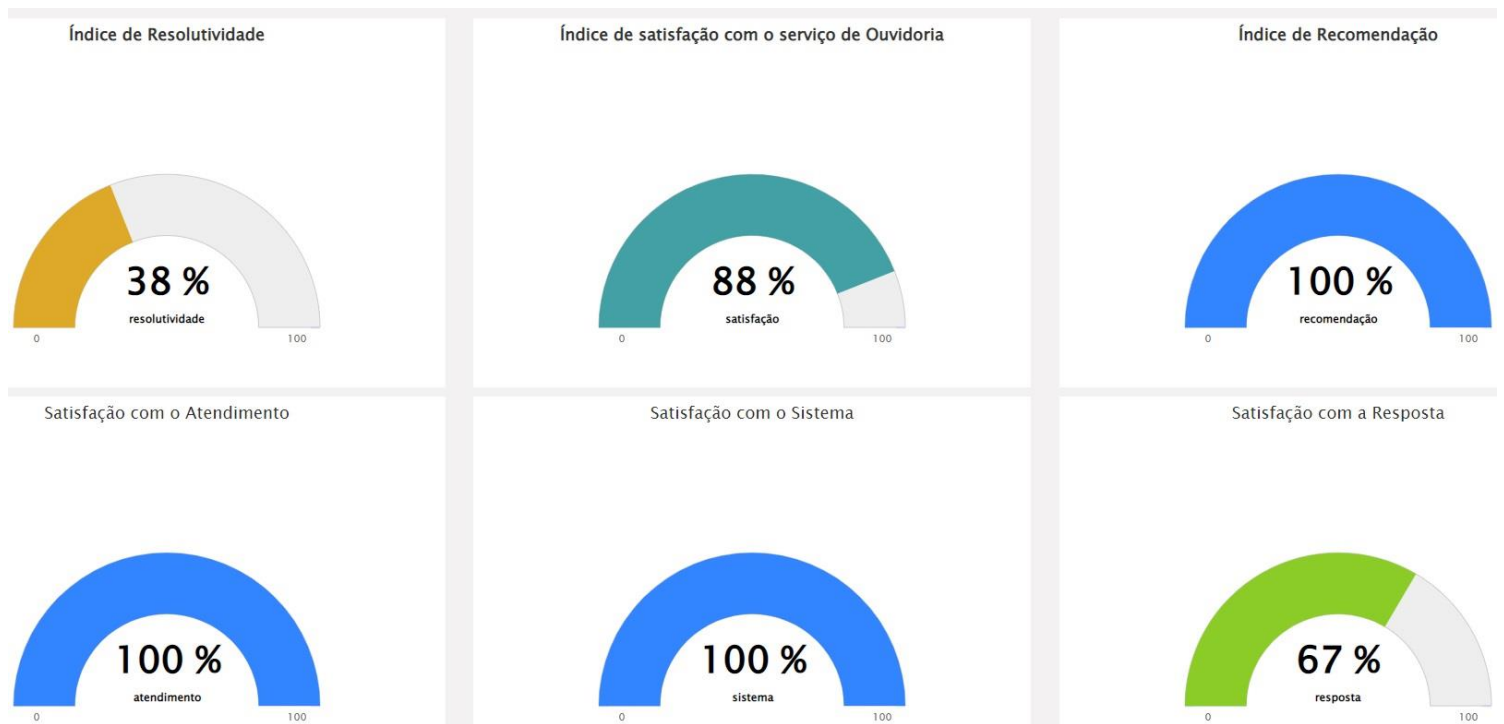 Índice de Resolutividade
38 %
resolutividade
0
100
Índice de satisfação com o serviço de Ouvidoria
88 %
satisfação
0
100
Índice de Recomendação
100 %
recomendação
0
100
Satisfação com o Atendimento
100 %
atendimento
0
100
Satisfação com o Sistema
100 %
sistema
0
100
Satisfação com a Resposta
67 %
resposta
0
100